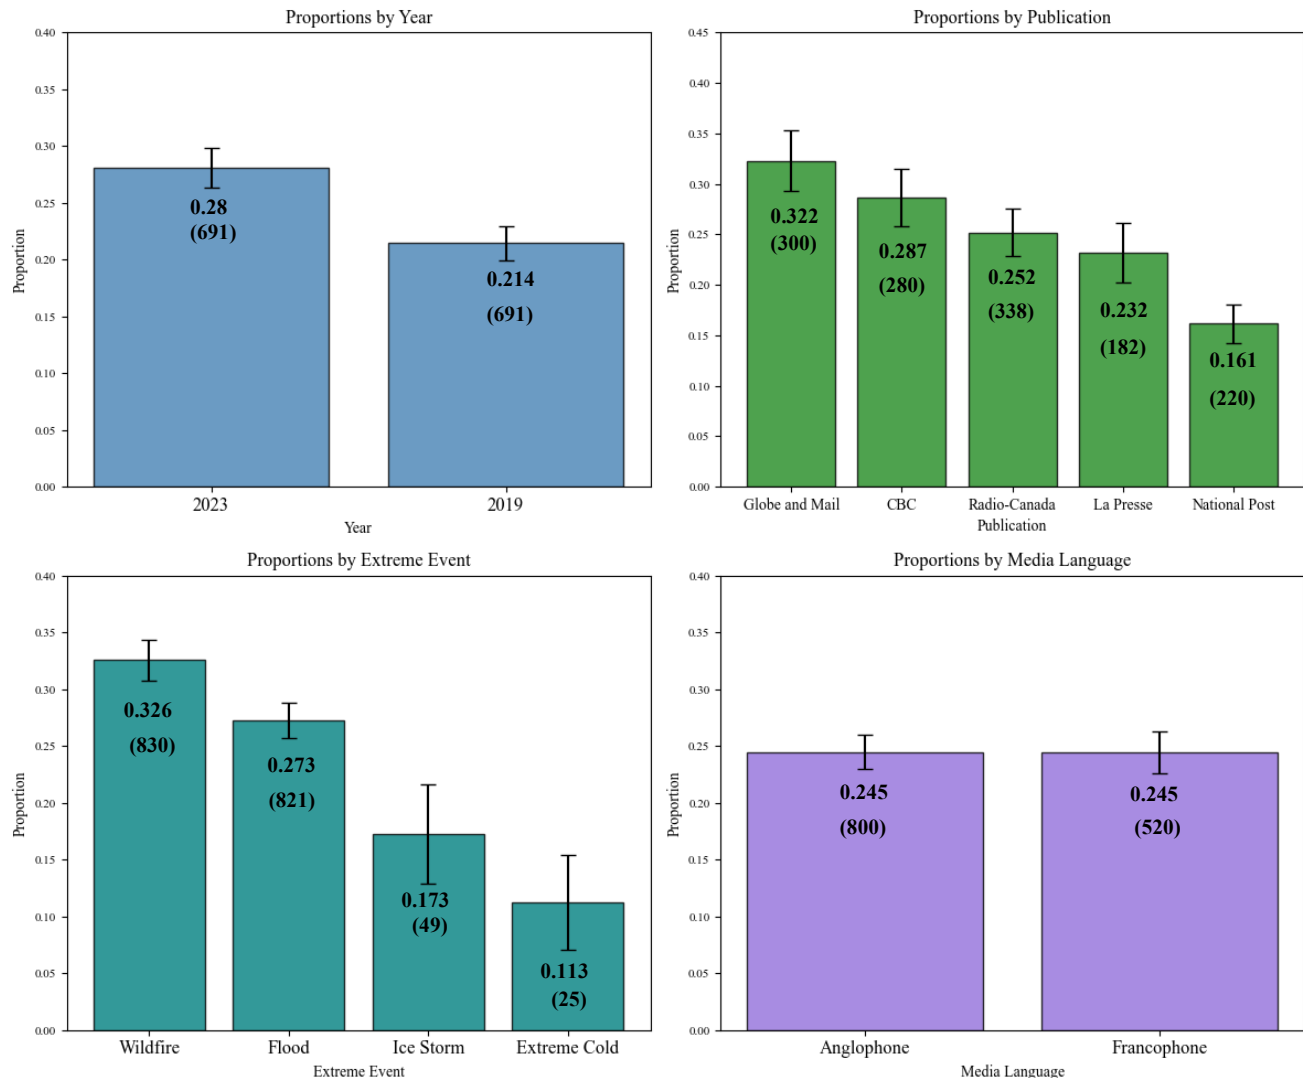 Proportions by Year
0.40
0.35
0.30
0.25
0.20
0.15
0.10
0.05
0.00
Proportion
0.28
(691)
0.214
(691)
2023
2019
Year
Proportions by Publication
0.45
0.40
0.35
0.30
0.25
0.20
0.15
0.10
0.05
0.00
Proportion
0.322
(300)
0.287
(280)
0.252
(338)
0.232
(182)
0.161
(220)
Globe and Mail
CBC
Radio-Canada
La Presse
National Post
Publication
Proportions by Extreme Event
0.40
0.35
0.30
0.25
0.20
0.15
0.10
0.05
0.00
Proportion
0.326
(830)
0.273
(821)
0.173
(49)
0.113
(25)
Wildfire
Flood
Ice Storm
Extreme Cold
Extreme Event
Proportions by Media Language
0.40
0.35
0.30
0.25
0.20
0.15
0.10
0.05
0.00
Proportion
0.245
(800)
0.245
(520)
Anglophone
Francophone
Media Language